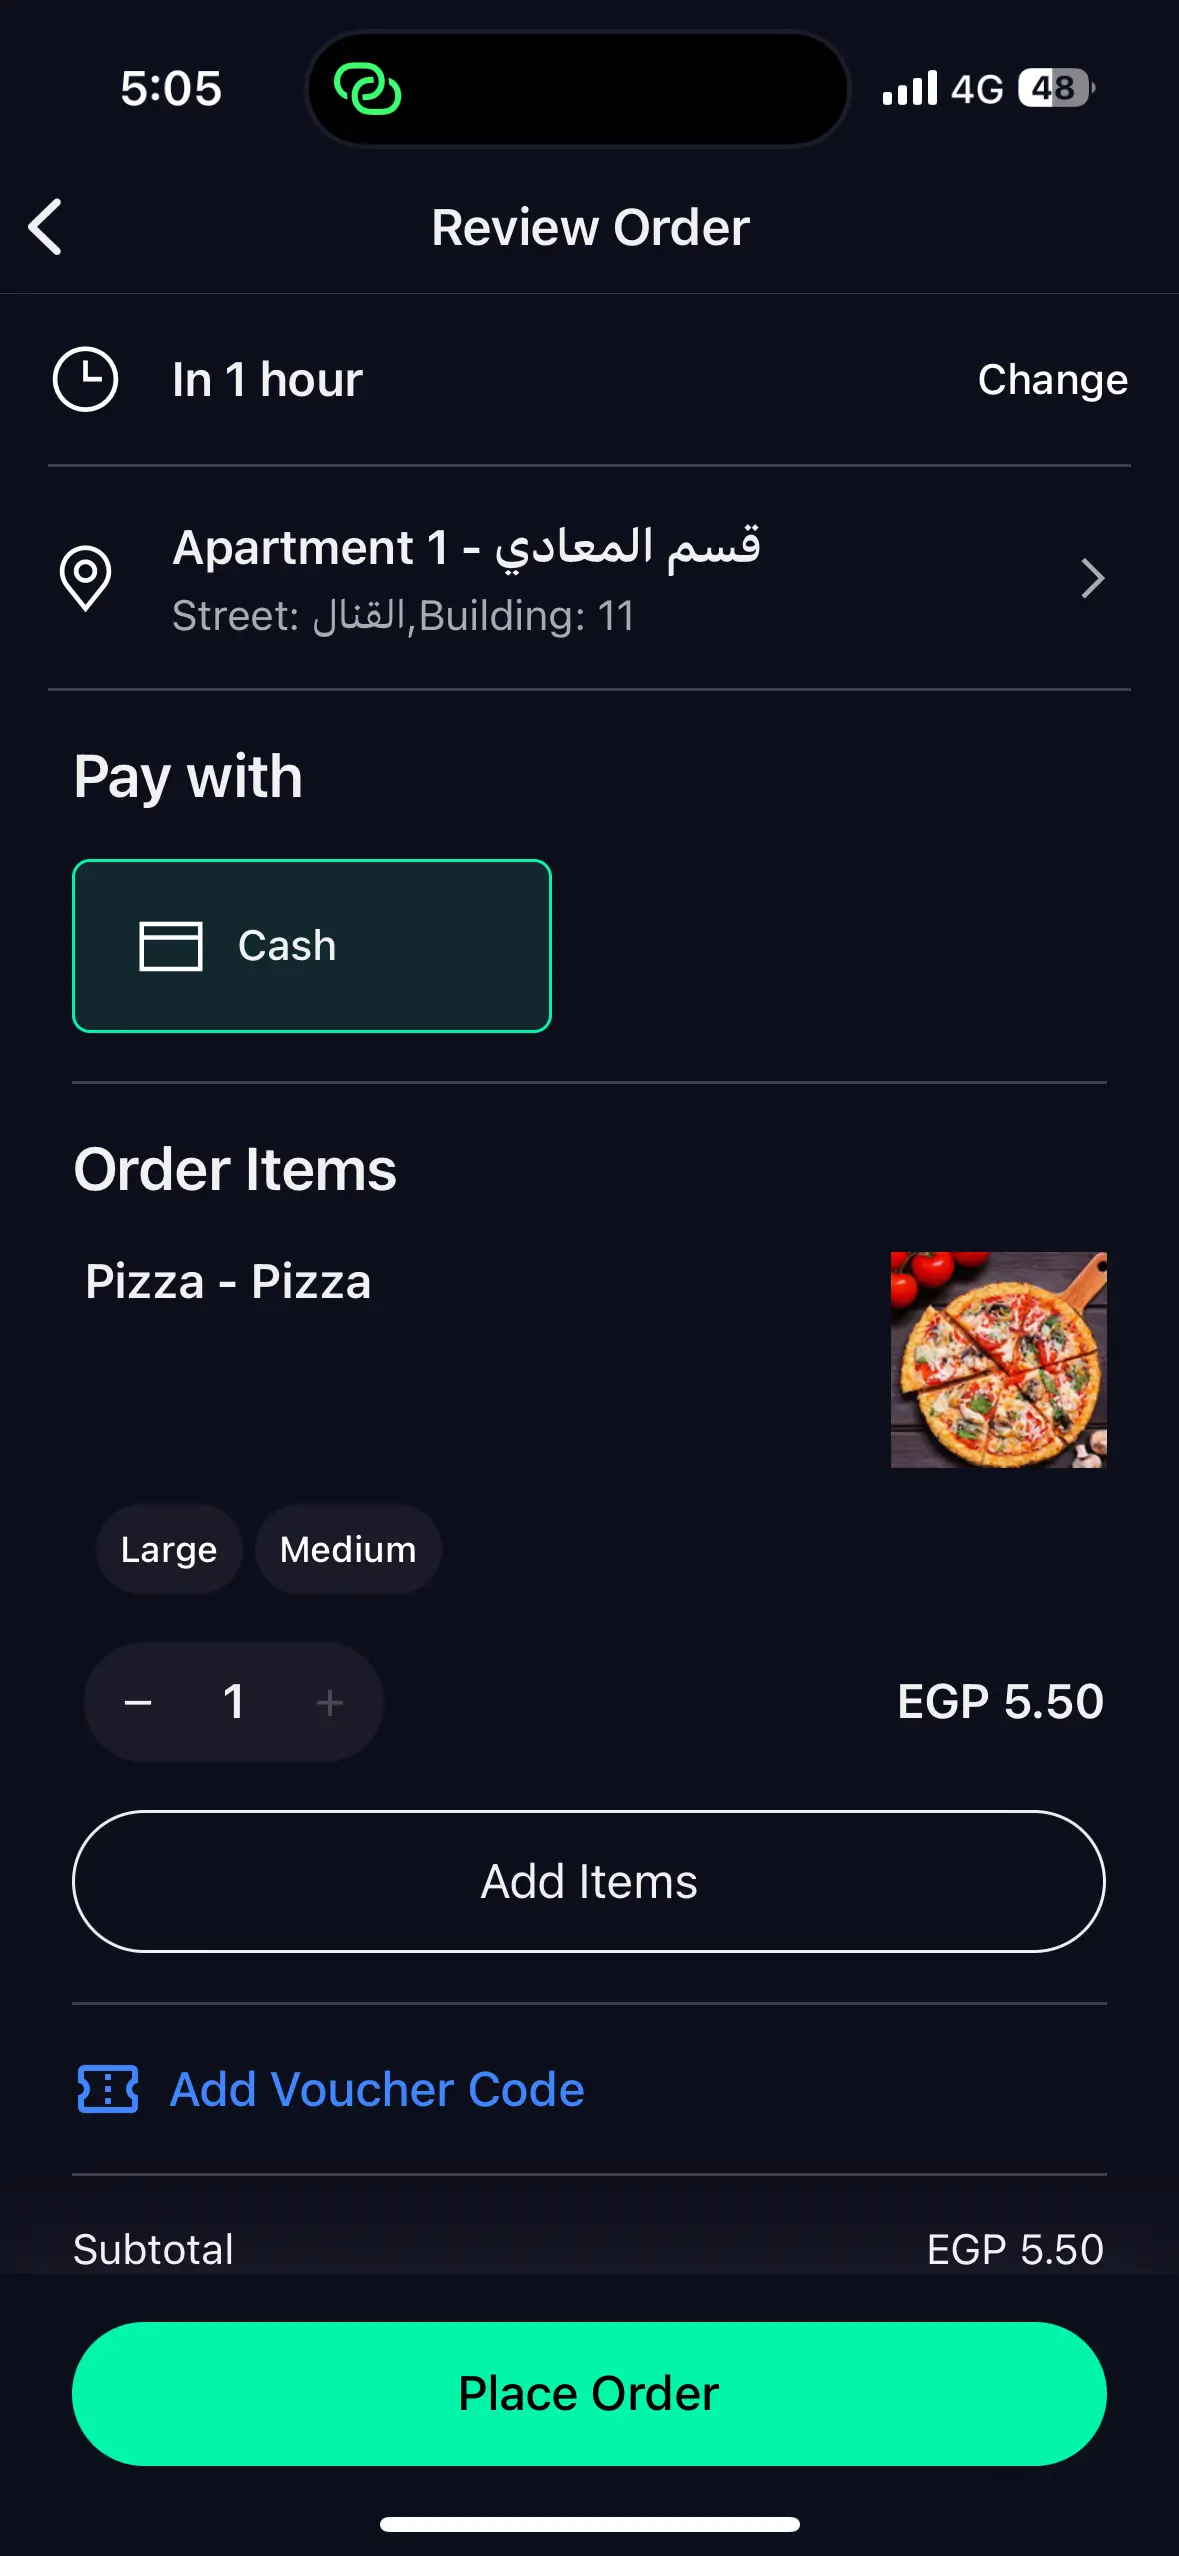 5:05
4G 48
Review Order
In 1 hour
Change
Apartment 1 - قسم المعادي
Street: القنال,Building: 11
Pay with
Cash
Order Items
Pizza - Pizza
Large Medium
− 1 +
EGP 5.50
Add Items
Add Voucher Code
Subtotal
EGP 5.50
Place Order